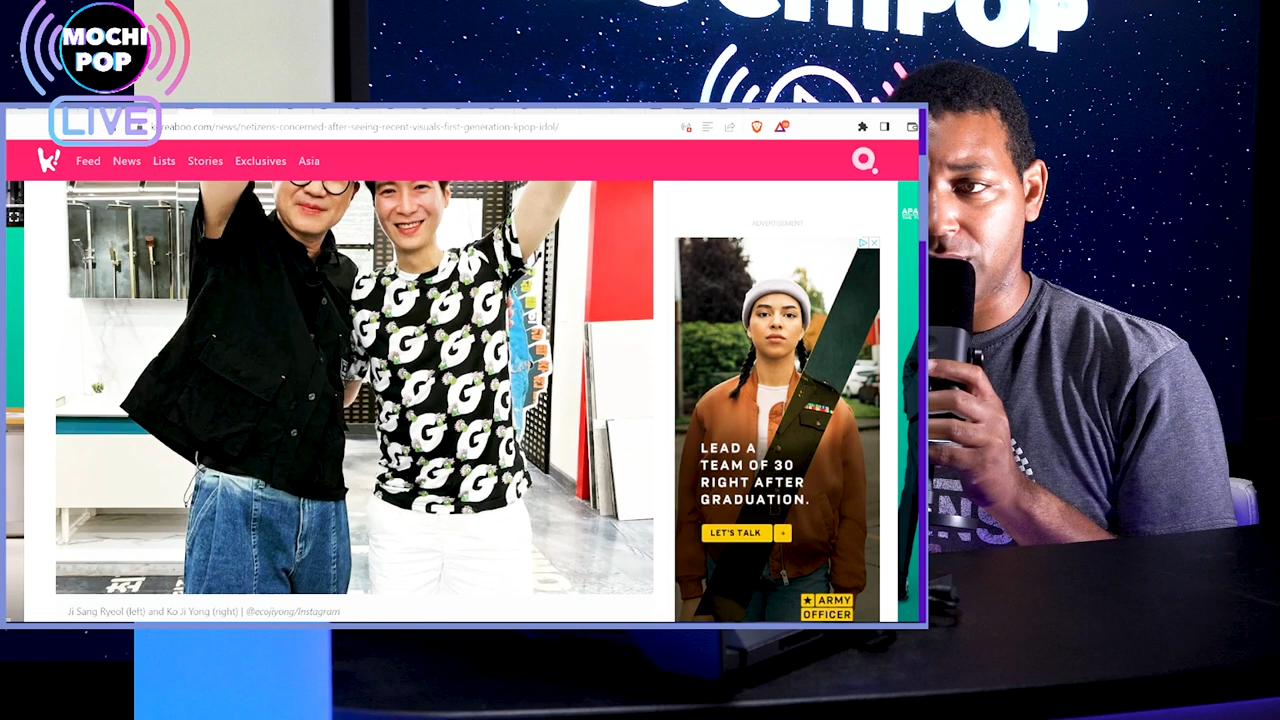 MOCHI
POP
LIVE
CHIPOP
koreaboo.com/news/netizens-concerned-after-seeing-recent-visuals-first-generation-kpop-idol/
k!
Feed
News
Lists
Stories
Exclusives
Asia
ADVERTISEMENT
LEAD A
TEAM OF 30
RIGHT AFTER
GRADUATION.
LET'S TALK +
ARMY
OFFICER
Ji Sang Ryeol (left) and Ko Ji Yong (right) | @ecojiyong/Instagram